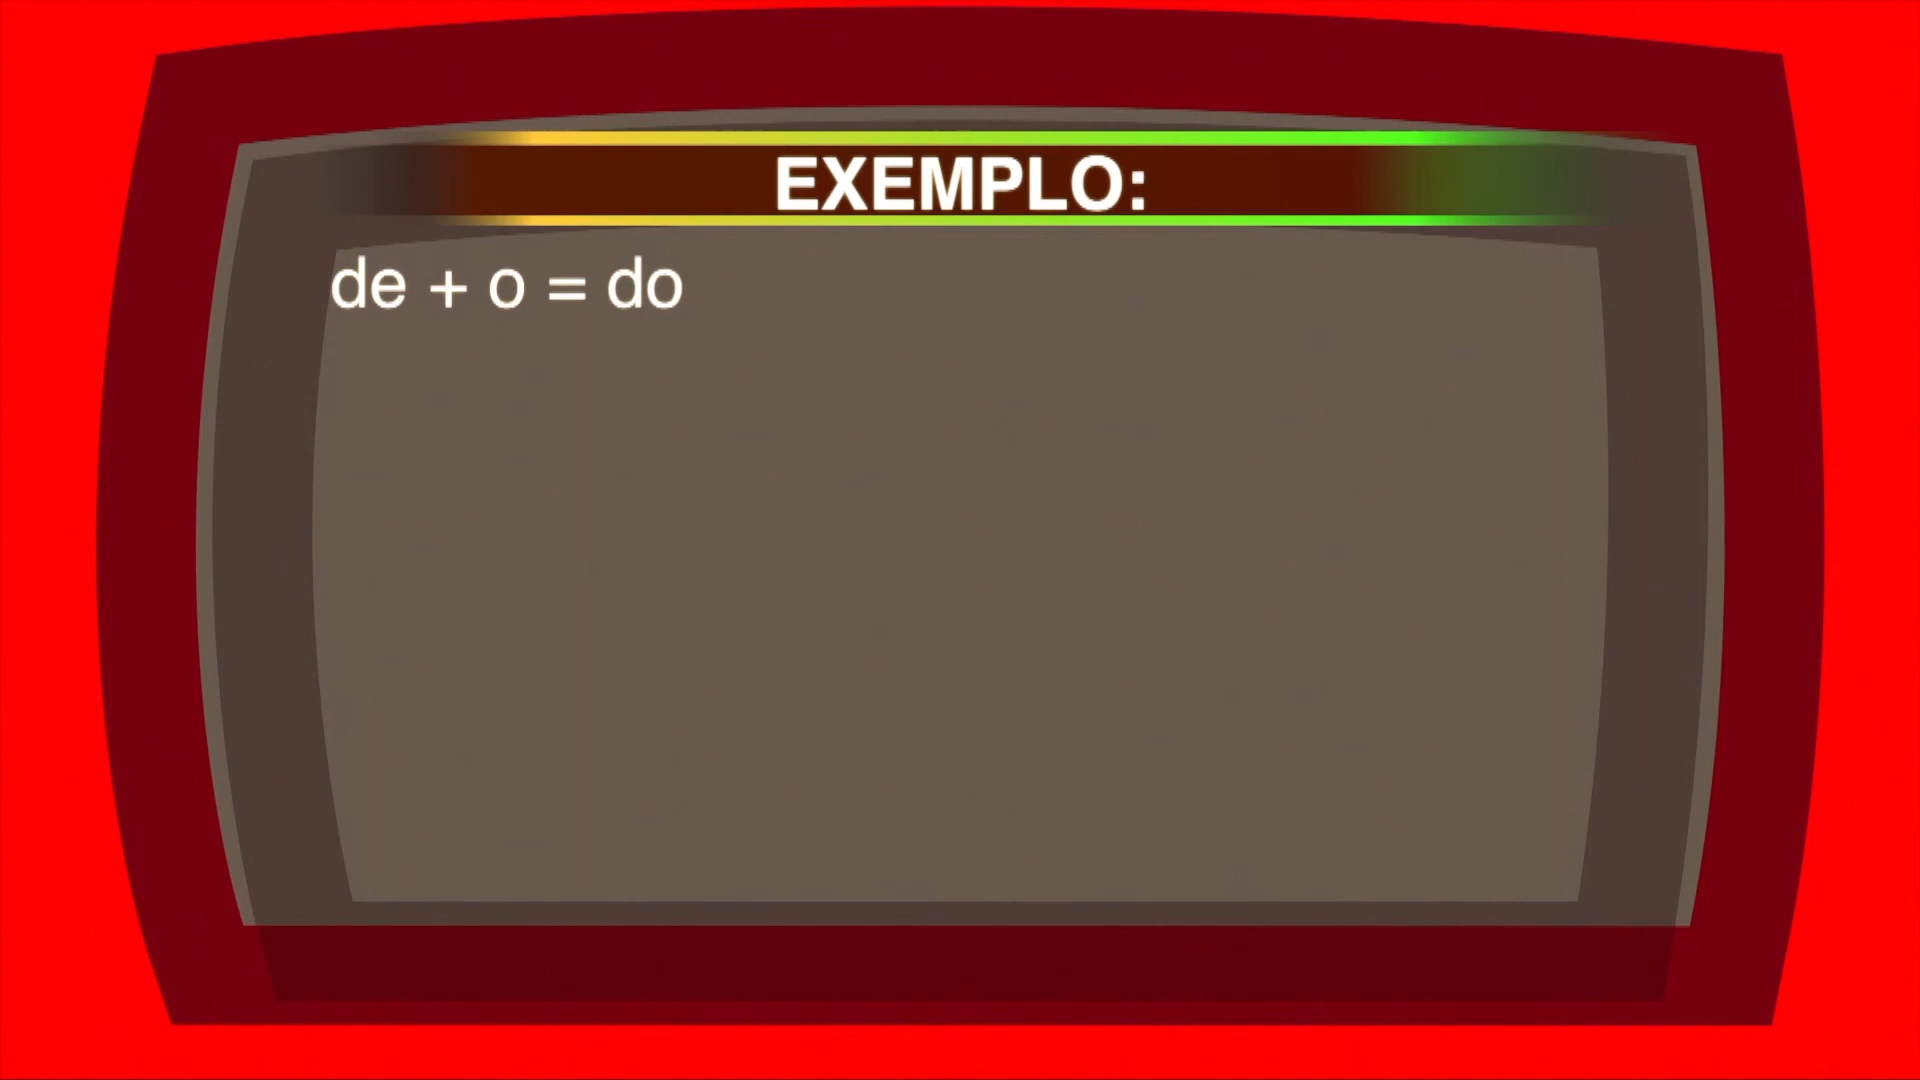 EXEMPLO:
de + o = do